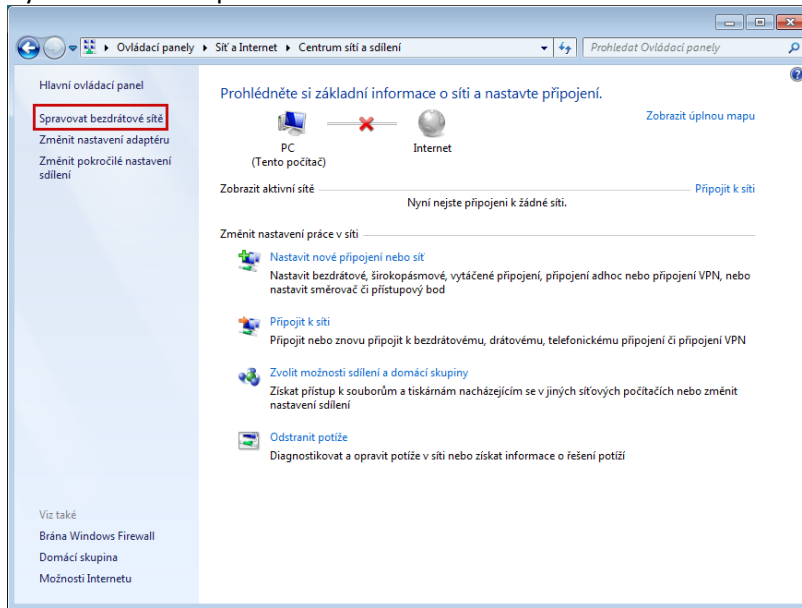 Ovládací panely ▸ Síť a Internet ▸ Centrum sítí a sdílení
Prohledat Ovládací panely
Hlavní ovládací panel
Spravovat bezdrátové sítě
Změnit nastavení adaptéru
Změnit pokročilé nastavení
sdílení
Prohlédněte si základní informace o síti a nastavte připojení.
Zobrazit úplnou mapu
PC
(Tento počítač)
Internet
Zobrazit aktivní sítě
Připojit k síti
Nyní nejste připojeni k žádné síti.
Změnit nastavení práce v síti
Nastavit nové připojení nebo síť
Nastavit bezdrátové, širokopásmové, vytáčené připojení, připojení adhoc nebo připojení VPN, nebo
nastavit směrovač či přístupový bod
Připojit k síti
Připojit nebo znovu připojit k bezdrátovému, drátovému, telefonickému připojení či připojení VPN
Zvolit možnosti sdílení a domácí skupiny
Získat přístup k souborům a tiskárnám nacházejícím se v jiných síťových počítačích nebo změnit
nastavení sdílení
Odstranit potíže
Diagnostikovat a opravit potíže v síti nebo získat informace o řešení potíží
Viz také
Brána Windows Firewall
Domácí skupina
Možnosti Internetu